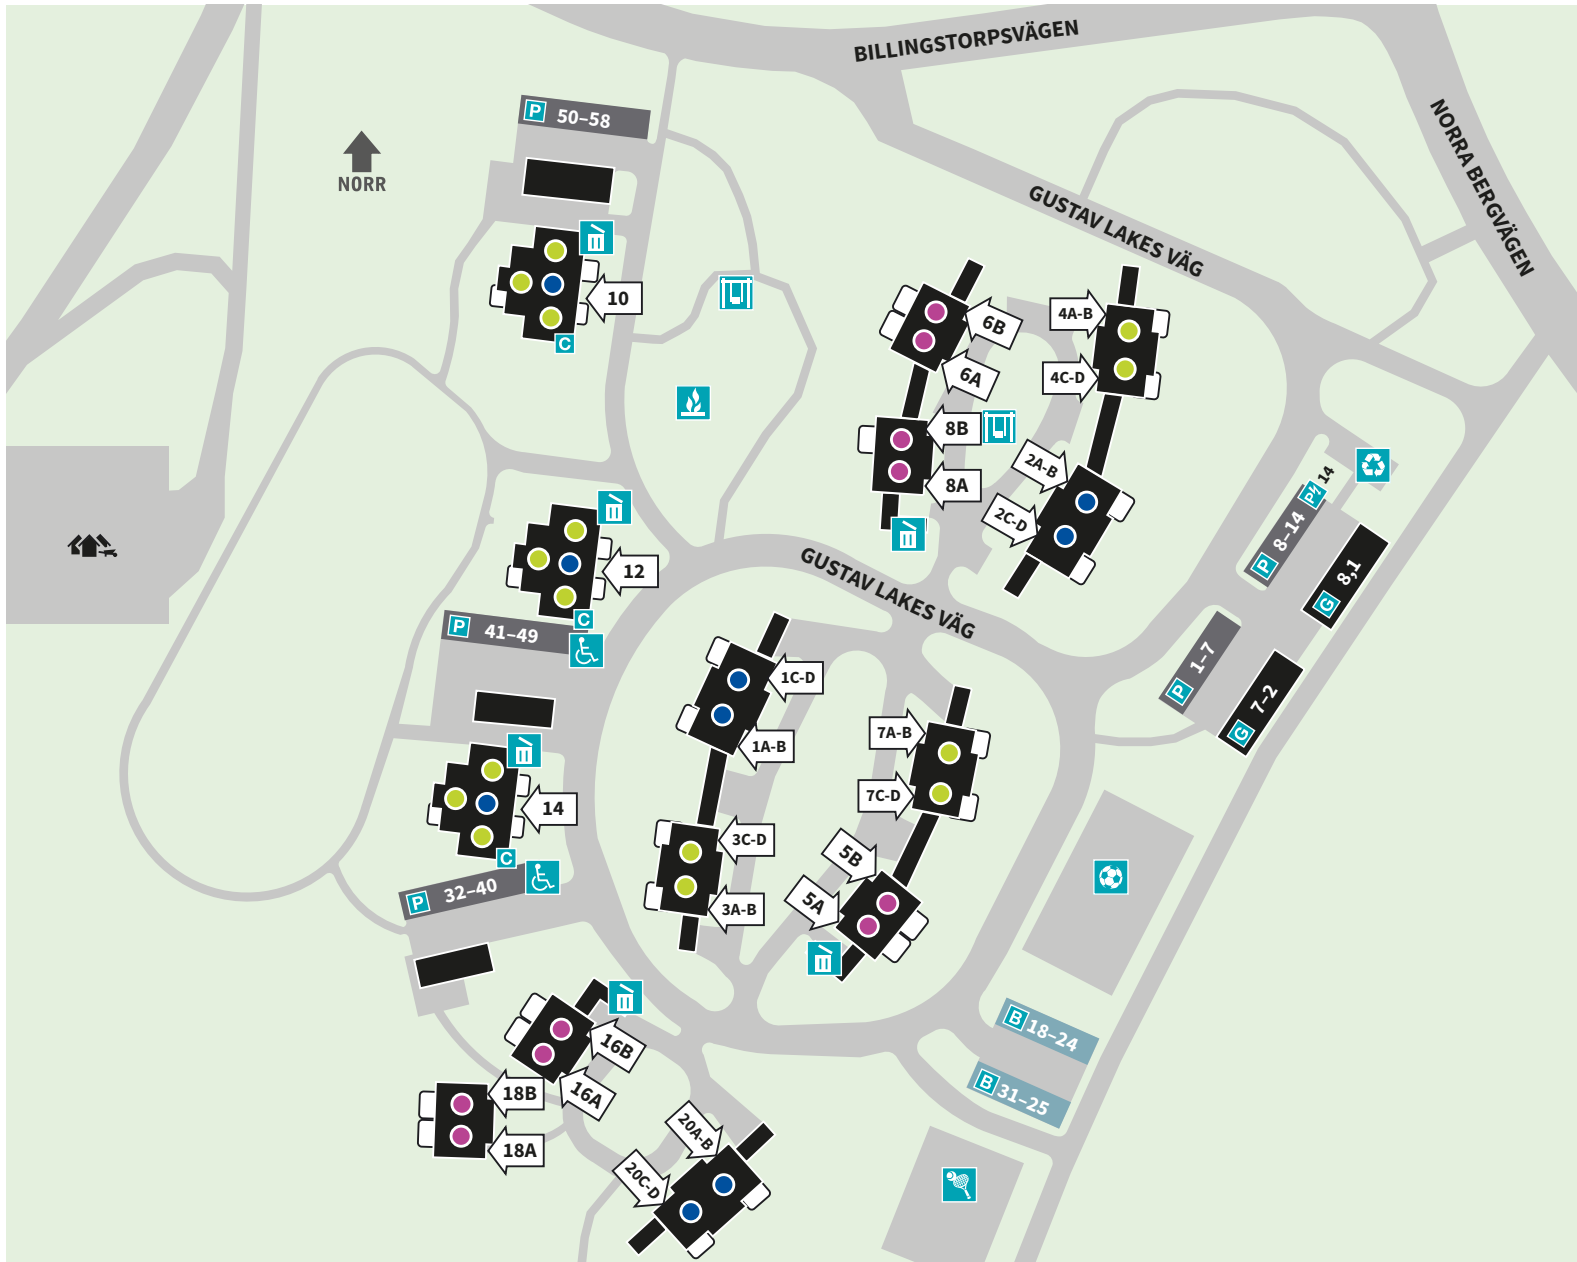 BILLINGSTORPSVÄGEN
NORRA BERGVÄGEN
P 50–58
NORR
GUSTAV LAKES VÄG
10
C
6B
6A
4A-B
4C-D
8B
8A
2A-B
2C-D
P 14
P 8–14
G 8,1
P 1–7
G 7–2
12
C
P 41–49
GUSTAV LAKES VÄG
1C-D
1A-B
7A-B
7C-D
14
C
3C-D
3A-B
5B
5A
P 32–40
B 18–24
B 31–25
16B
16A
18B
18A
20A-B
20C-D